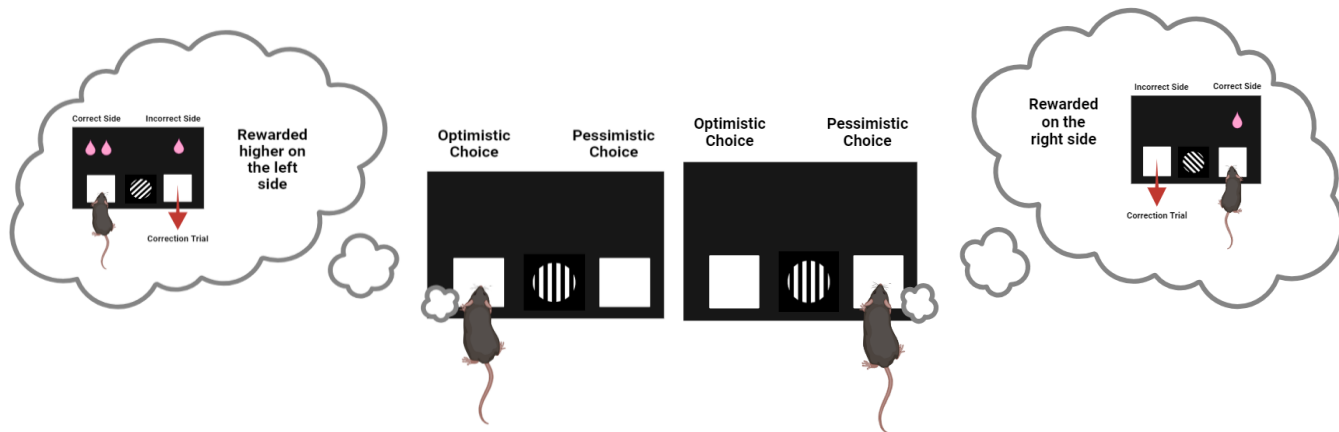 Correct Side
Incorrect Side
Rewarded
higher on
the left
side
Correction Trial
Optimistic
Choice
Pessimistic
Choice
Optimistic
Choice
Pessimistic
Choice
Rewarded
on the
right side
Incorrect Side
Correct Side
Correction Trial